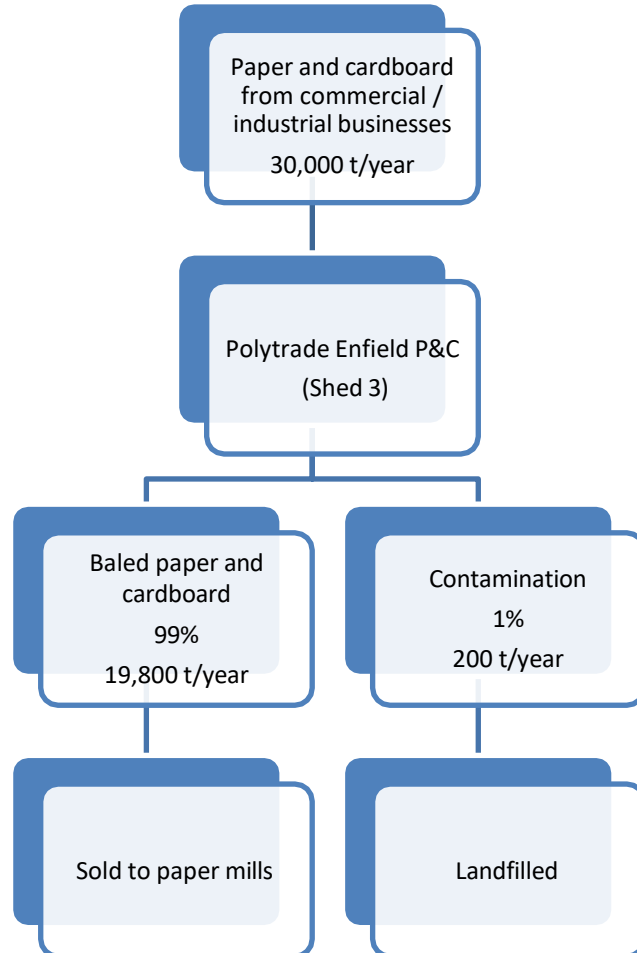 Paper and cardboard
from commercial /
industrial businesses
30,000 t/year
Polytrade Enfield P&C
(Shed 3)
Baled paper and
cardboard
99%
19,800 t/year
Contamination
1%
200 t/year
Sold to paper mills
Landfilled